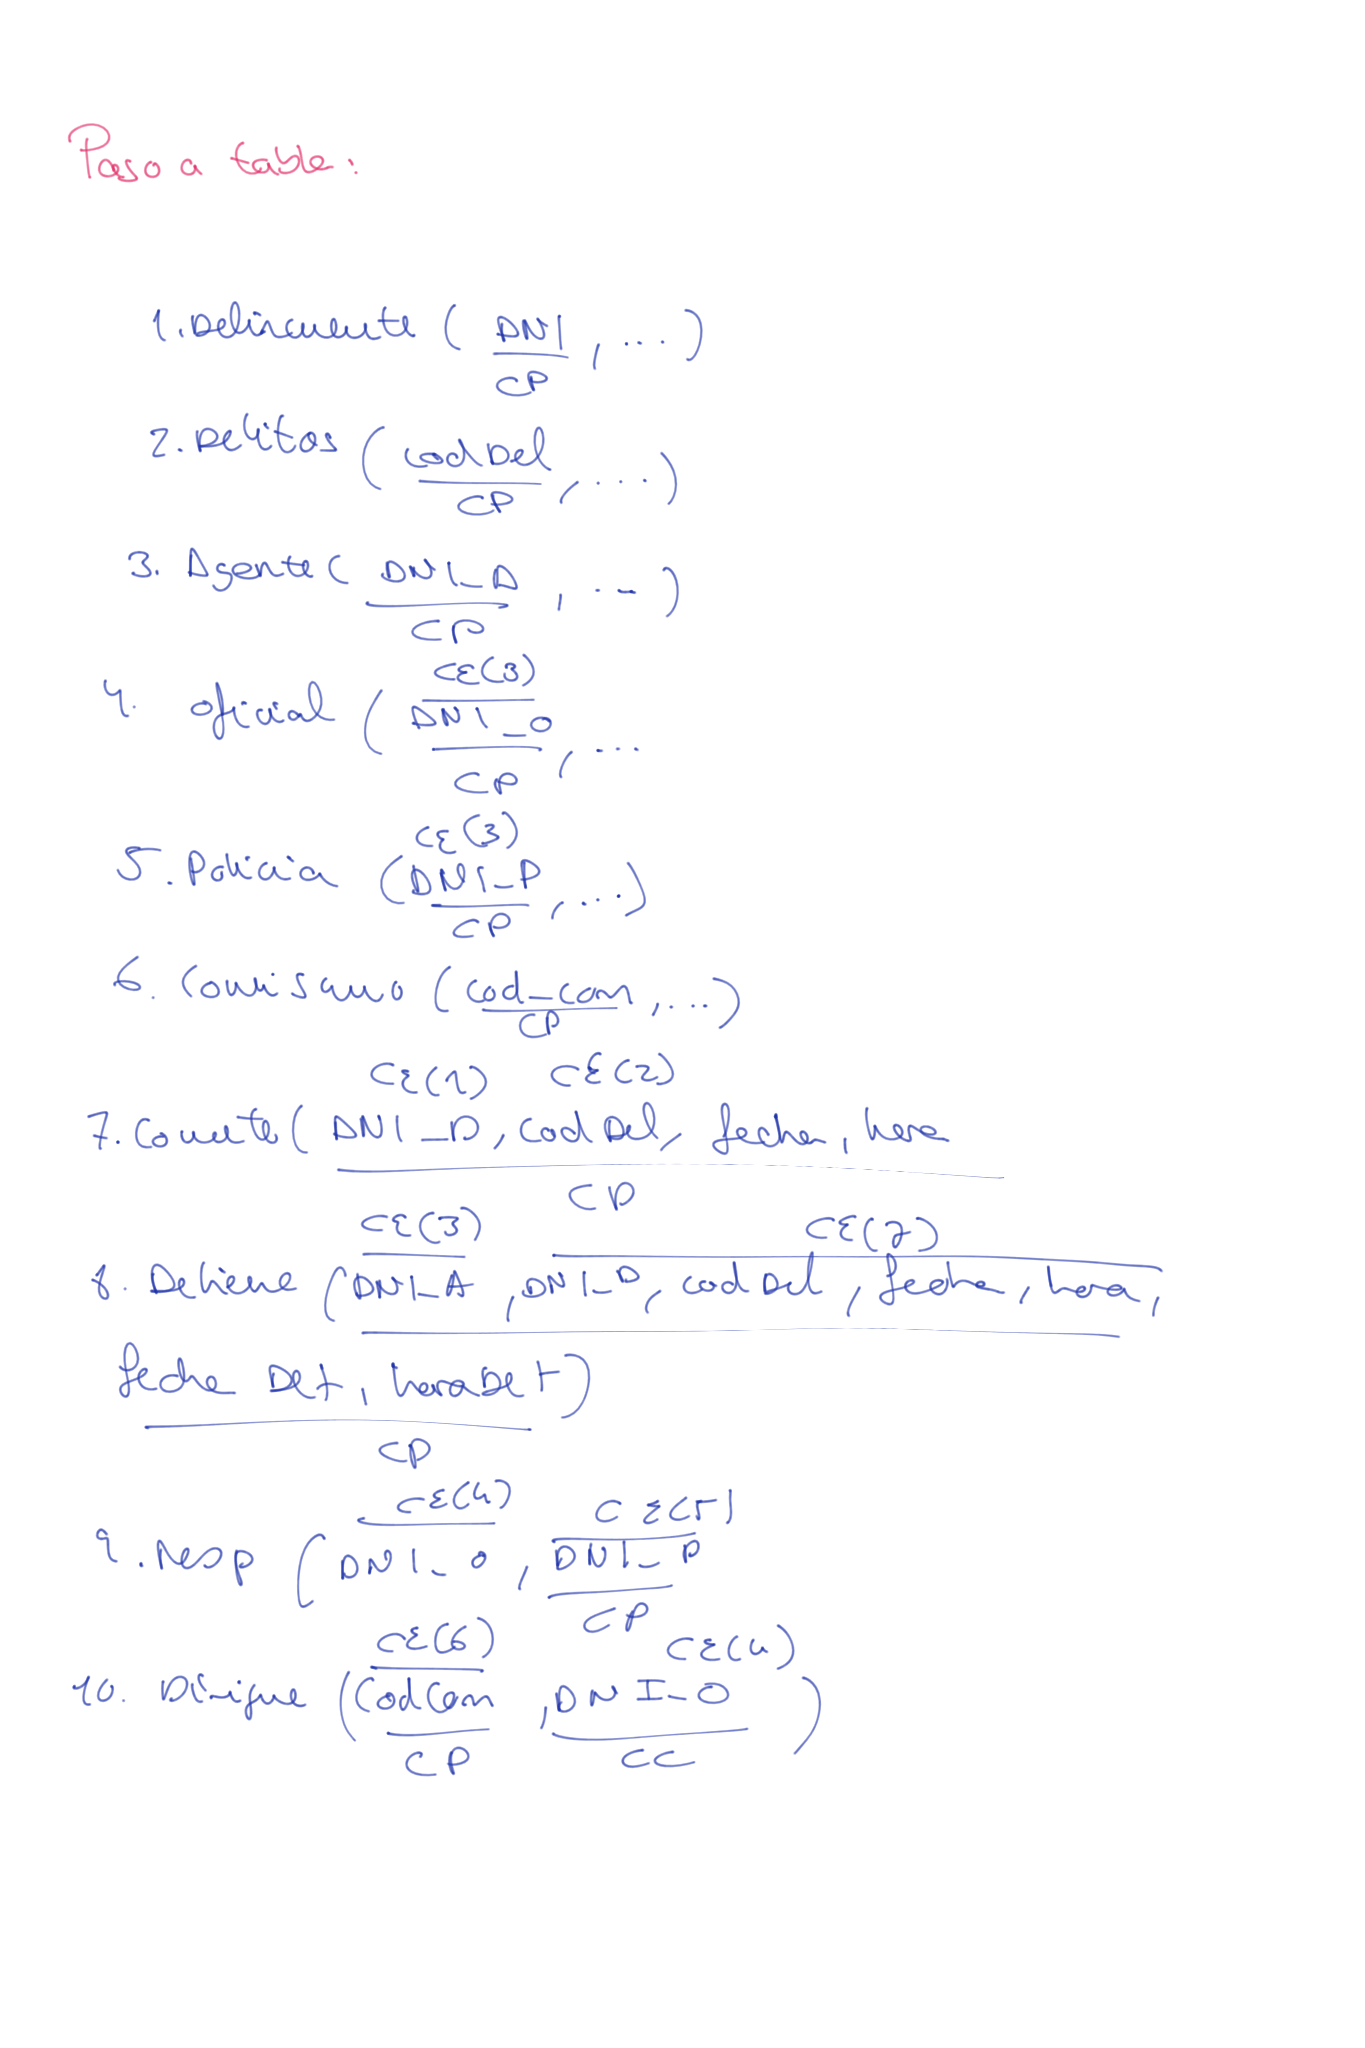 Paso a tabla:
1. Delincuente ( DNI , ... )
CP
2. Delitos ( codDel , ... )
CP
3. Agente ( DNI_A , ... )
CP
CE(3)
4. Oficial ( DNI_O , ...
CP
CE(3)
5. Policia ( DNI_P , ... )
CP
6. Comisario ( cod_com , ... )
CP
CE(1) CE(2)
7. Comete ( DNI_D, codDel, fecha, hora
CP
CE(3) CE(7)
8. Detiene ( DNI_A , DNI_D, codDel , fecha, hora,
fecha Det, horaDet )
CP
CE(4) CE(5)
9. Resp ( DNI_O , DNI_P
CP
CE(6) CE(4)
10. Dirigue ( CodCom , DNI_O )
CP CC